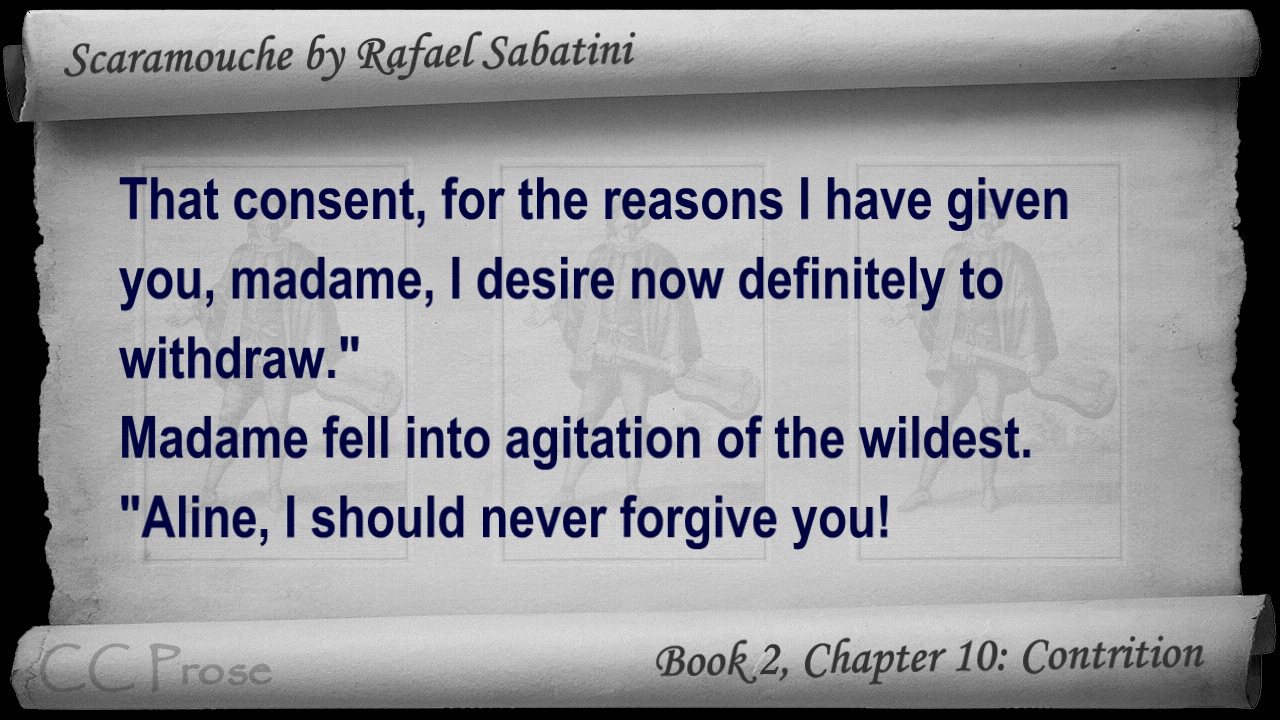 Scaramouche by Rafael Sabatini
That consent, for the reasons I have given
you, madame, I desire now definitely to
withdraw."
Madame fell into agitation of the wildest.
"Aline, I should never forgive you!
CC Prose
Book 2, Chapter 10: Contrition